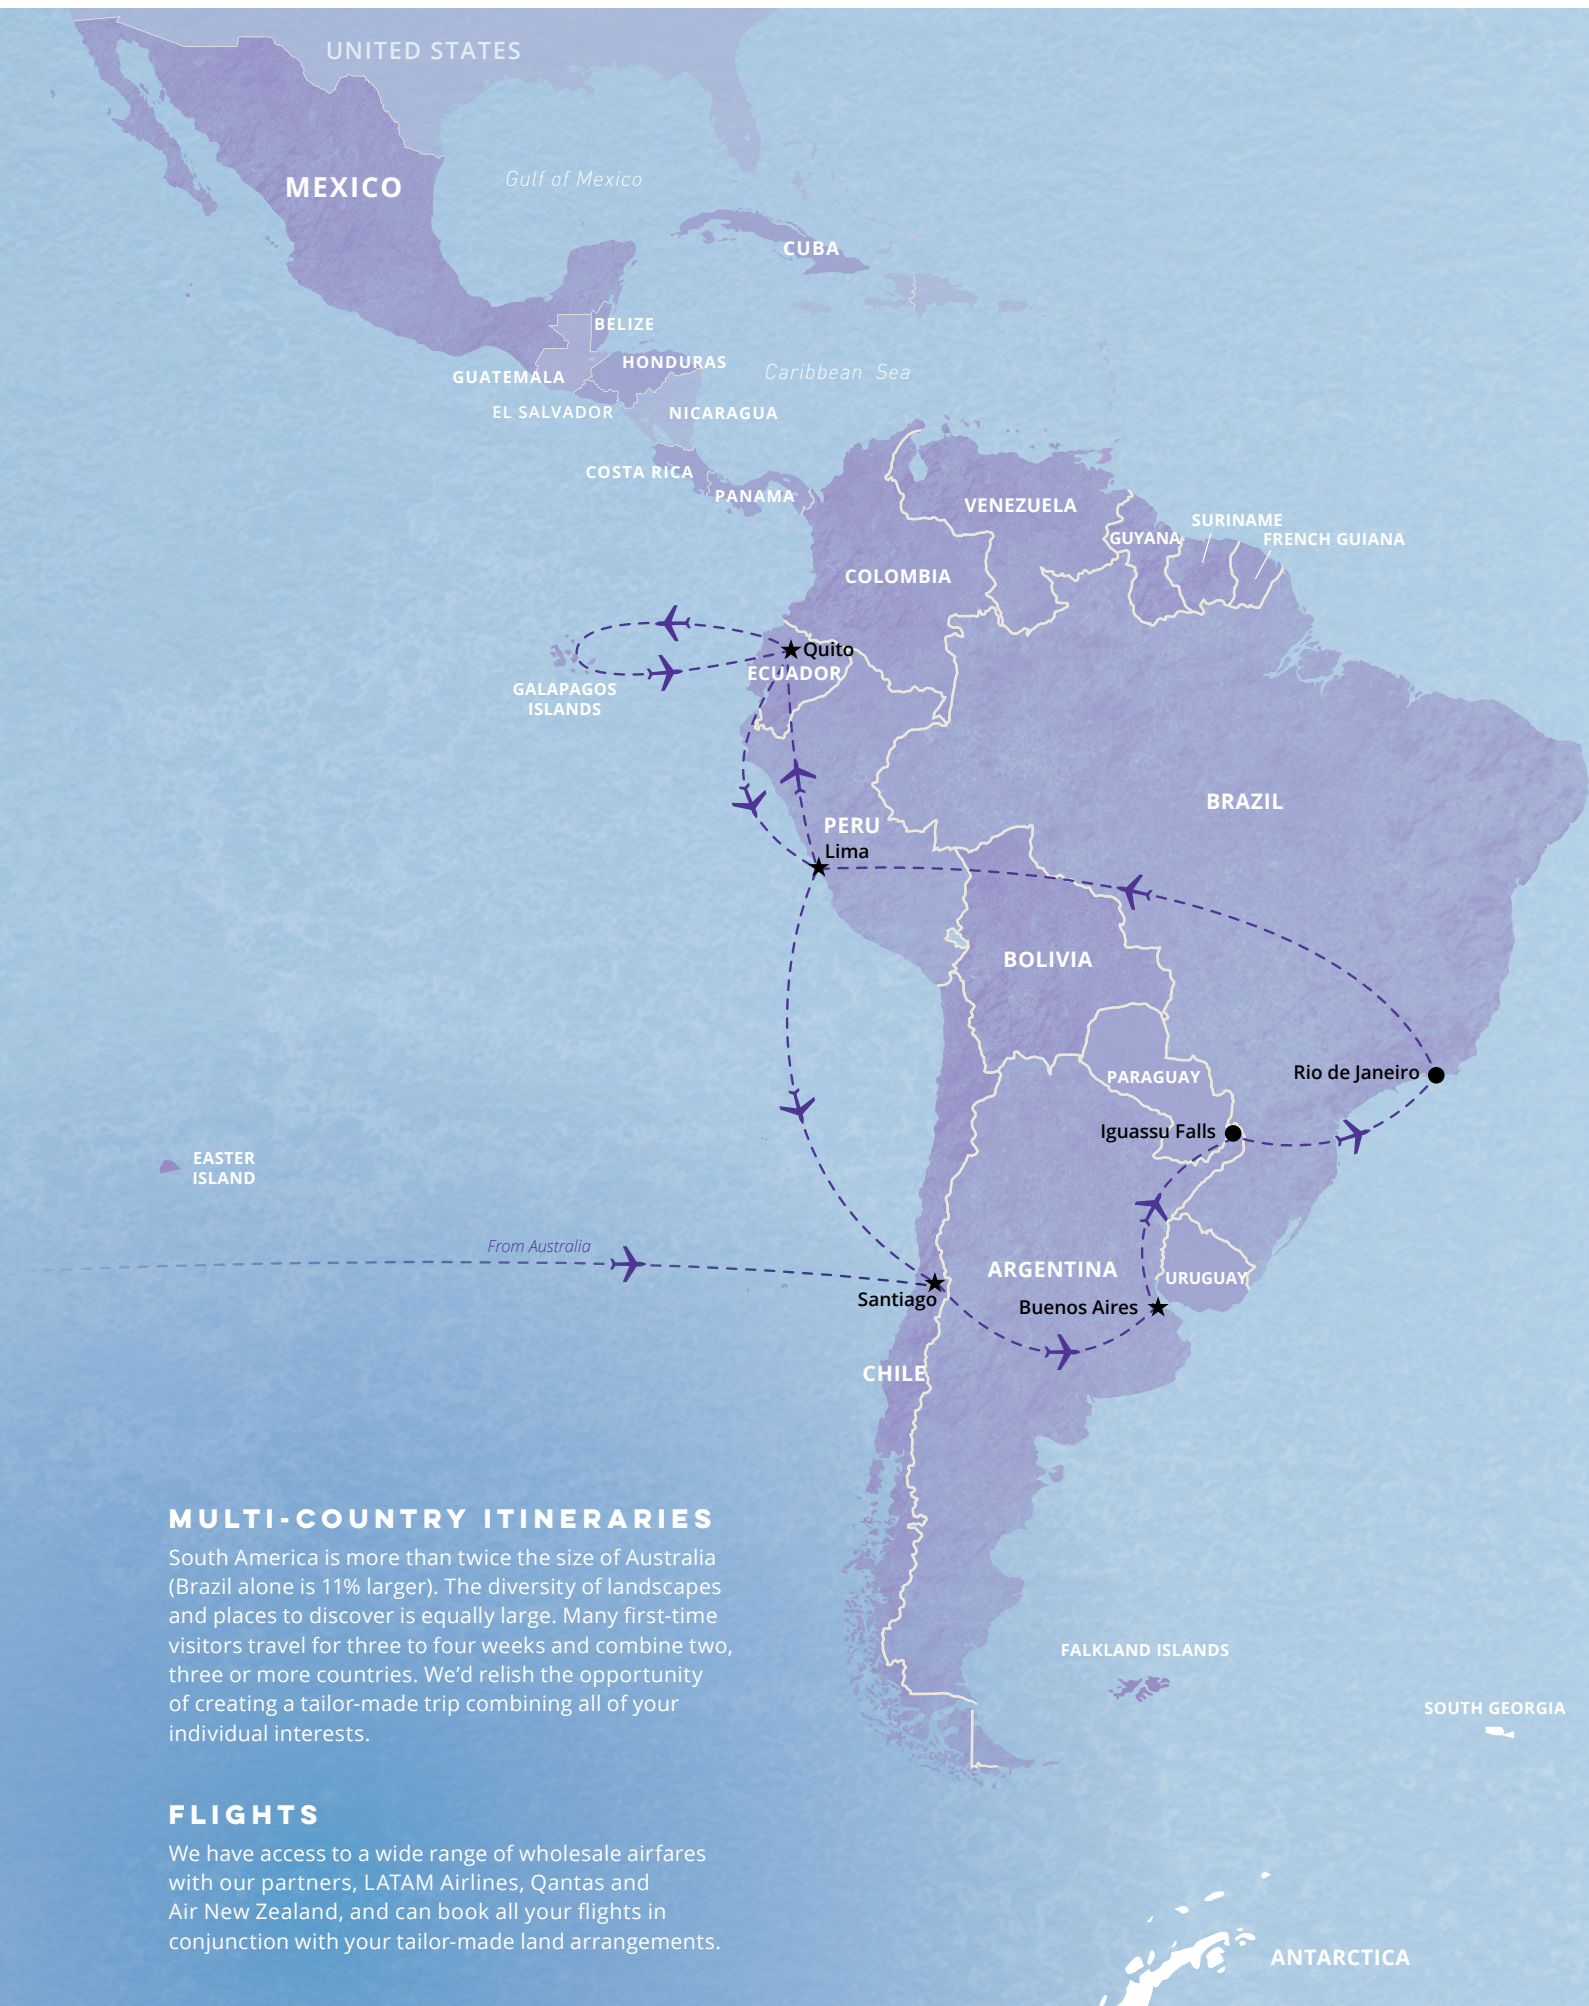 UNITED STATES
MEXICO
Gulf of Mexico
CUBA
BELIZE
HONDURAS
Caribbean Sea
GUATEMALA
EL SALVADOR
NICARAGUA
COSTA RICA
PANAMA
VENEZUELA
SURINAME
GUYANA
FRENCH GUIANA
COLOMBIA
Quito
ECUADOR
GALAPAGOS
ISLANDS
BRAZIL
PERU
Lima
BOLIVIA
Rio de Janeiro
PARAGUAY
Iguassu Falls
EASTER
ISLAND
From Australia
ARGENTINA
URUGUAY
Santiago
Buenos Aires
CHILE
MULTI-COUNTRY ITINERARIES
South America is more than twice the size of Australia
(Brazil alone is 11% larger). The diversity of landscapes
and places to discover is equally large. Many first-time
visitors travel for three to four weeks and combine two,
three or more countries. We'd relish the opportunity
of creating a tailor-made trip combining all of your
individual interests.
FALKLAND ISLANDS
SOUTH GEORGIA
FLIGHTS
We have access to a wide range of wholesale airfares
with our partners, LATAM Airlines, Qantas and
Air New Zealand, and can book all your flights in
conjunction with your tailor-made land arrangements.
ANTARCTICA